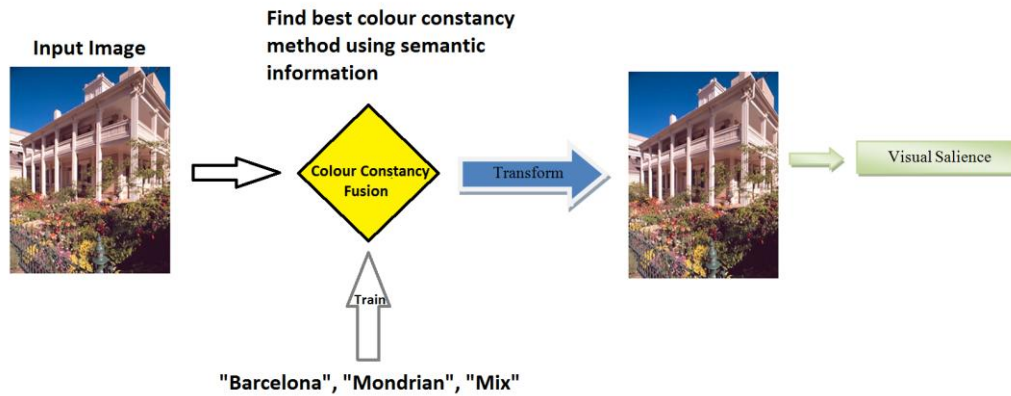 Find best colour constancy
method using semantic
information
Input Image
Colour Constancy
Fusion
Transform
Visual Salience
Train
"Barcelona", "Mondrian", "Mix"